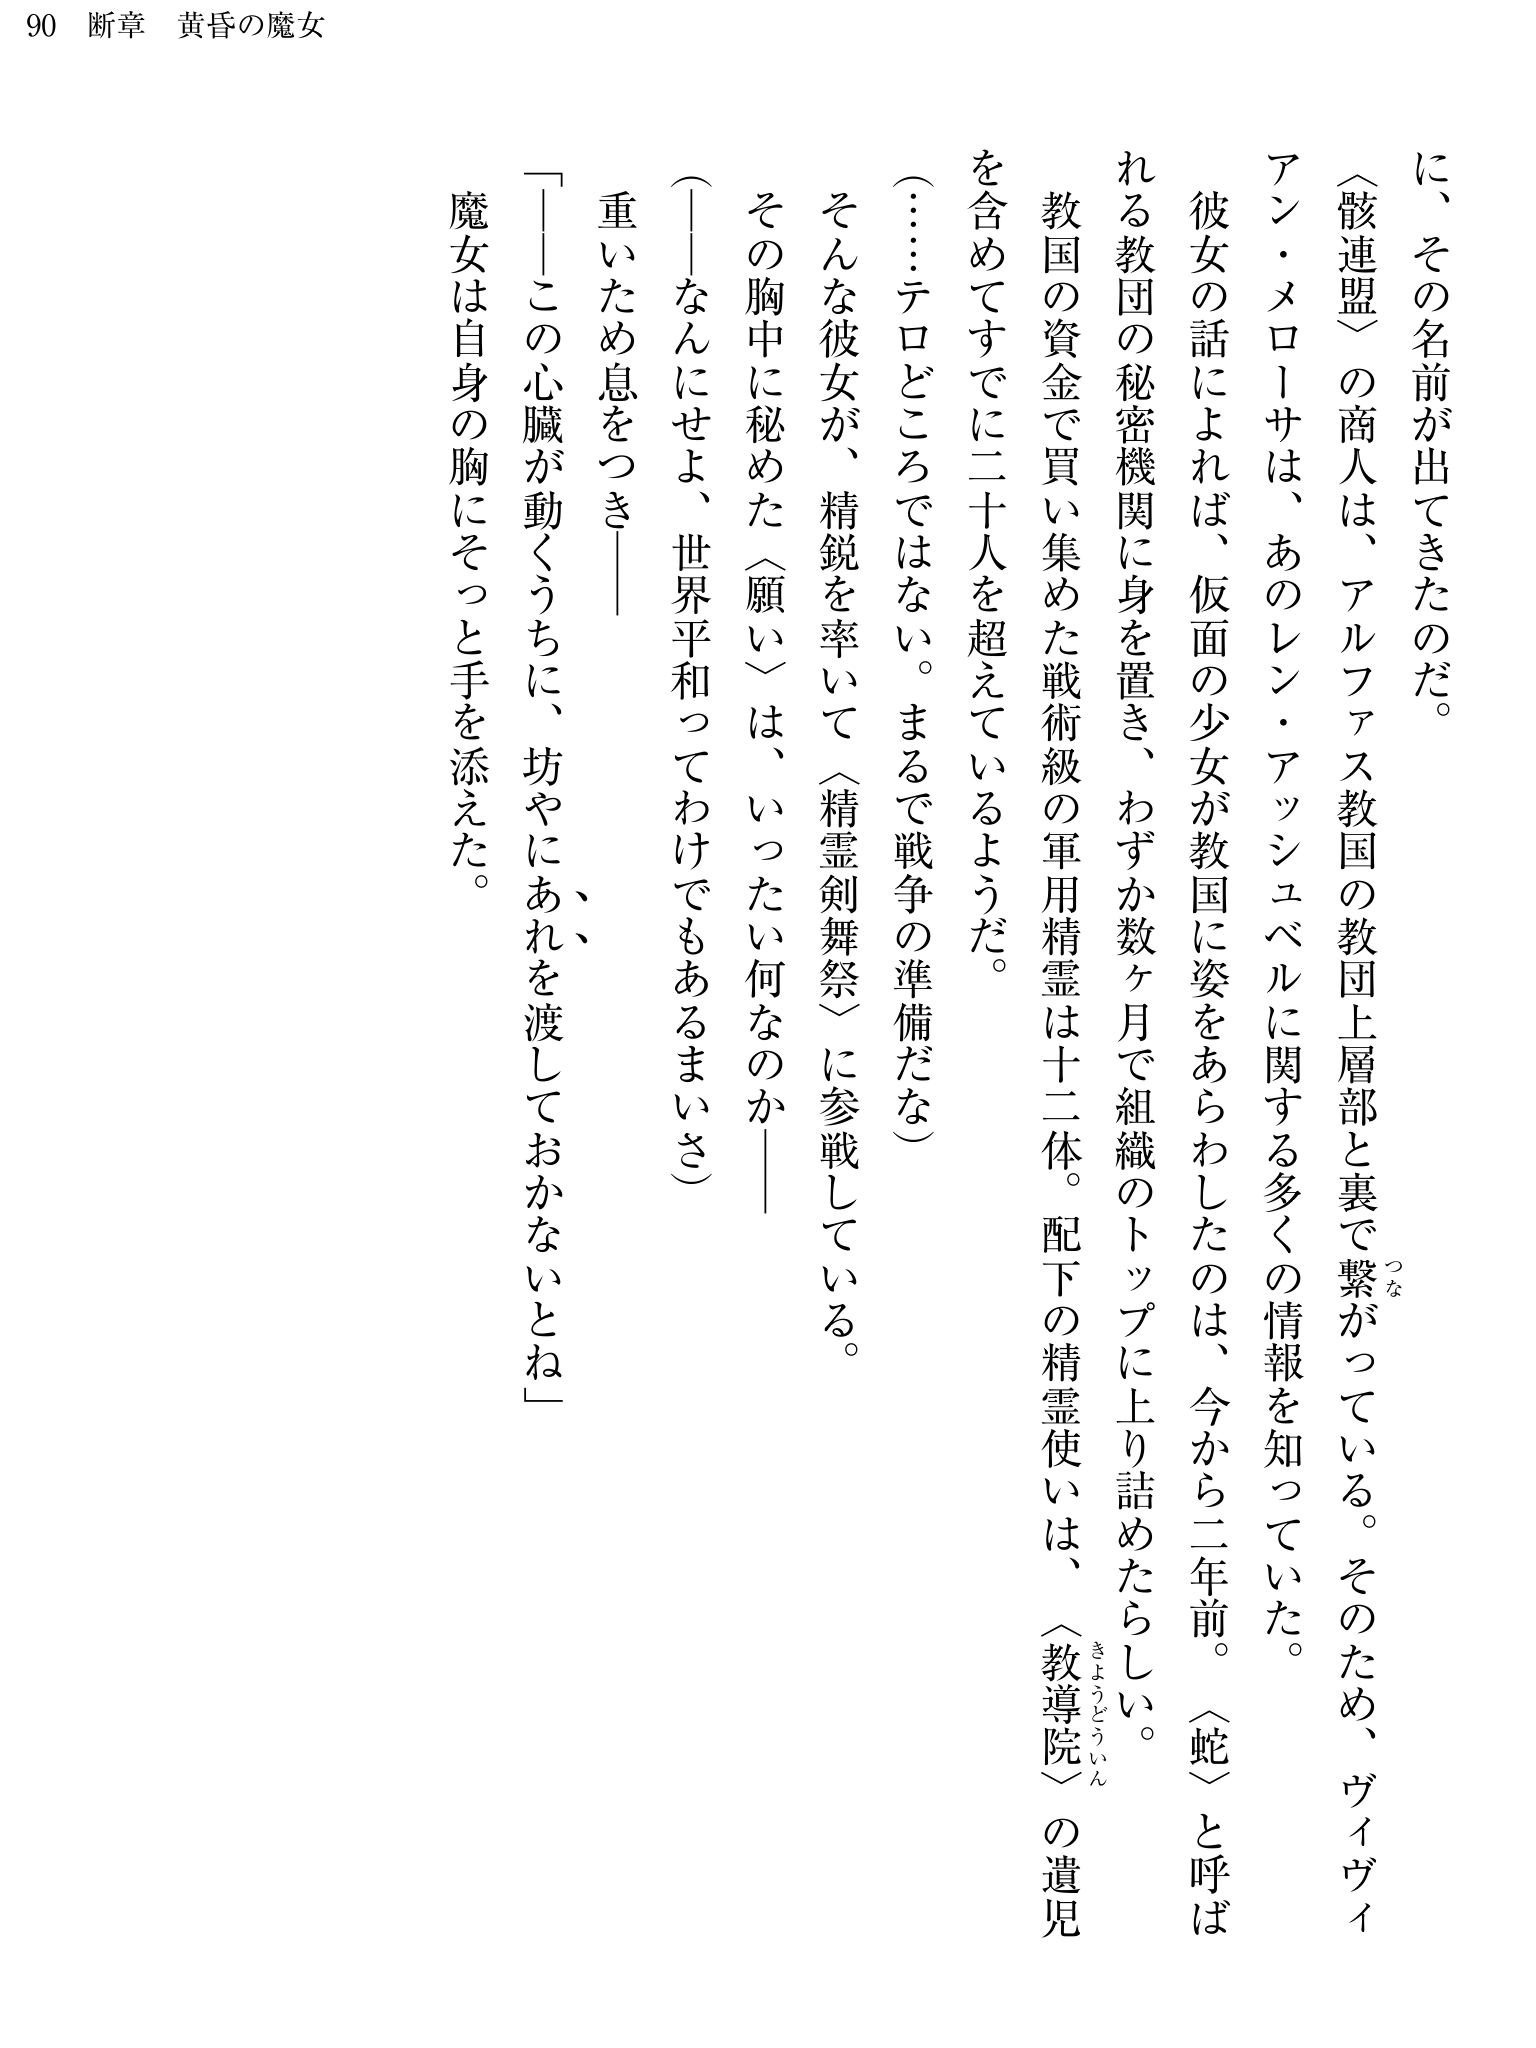 90　断章　黄昏の魔女
に、その名前が出てきたのだ。
〈骸連盟〉の商人は、アルファス教国の教団上層部と裏で繋がっている。そのため、ヴィヴィ
アン・メローサは、あのレン・アッシュベルに関する多くの情報を知っていた。
彼女の話によれば、仮面の少女が教国に姿をあらわしたのは、今から二年前。〈蛇〉と呼ば
れる教団の秘密機関に身を置き、わずか数ヶ月で組織のトップに上り詰めたらしい。
教国の資金で買い集めた戦術級の軍用精霊は十二体。配下の精霊使いは、〈教導院〉の遺児
を含めてすでに二十人を超えているようだ。
（……テロどころではない。まるで戦争の準備だな）
そんな彼女が、精鋭を率いて〈精霊剣舞祭〉に参戦している。
その胸中に秘めた〈願い〉は、いったい何なのか――
（――なんにせよ、世界平和ってわけでもあるまいさ）
重いため息をつき――
「――この心臓が動くうちに、坊やにあれを渡しておかないとね」
魔女は自身の胸にそっと手を添えた。
つな
きょうどういん